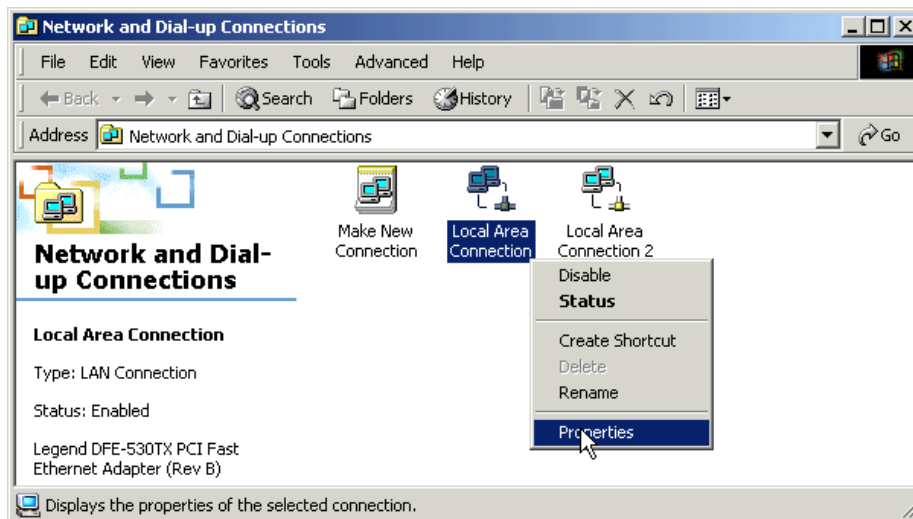 Network and Dial-up Connections
File Edit View Favorites Tools Advanced Help
Back Search Folders History
Address Network and Dial-up Connections Go
Make New Connection
Local Area Connection
Local Area Connection 2
Network and Dial-
up Connections
Local Area Connection
Type: LAN Connection
Status: Enabled
Legend DFE-530TX PCI Fast
Ethernet Adapter (Rev B)
Disable
Status
Create Shortcut
Delete
Rename
Properties
Displays the properties of the selected connection.